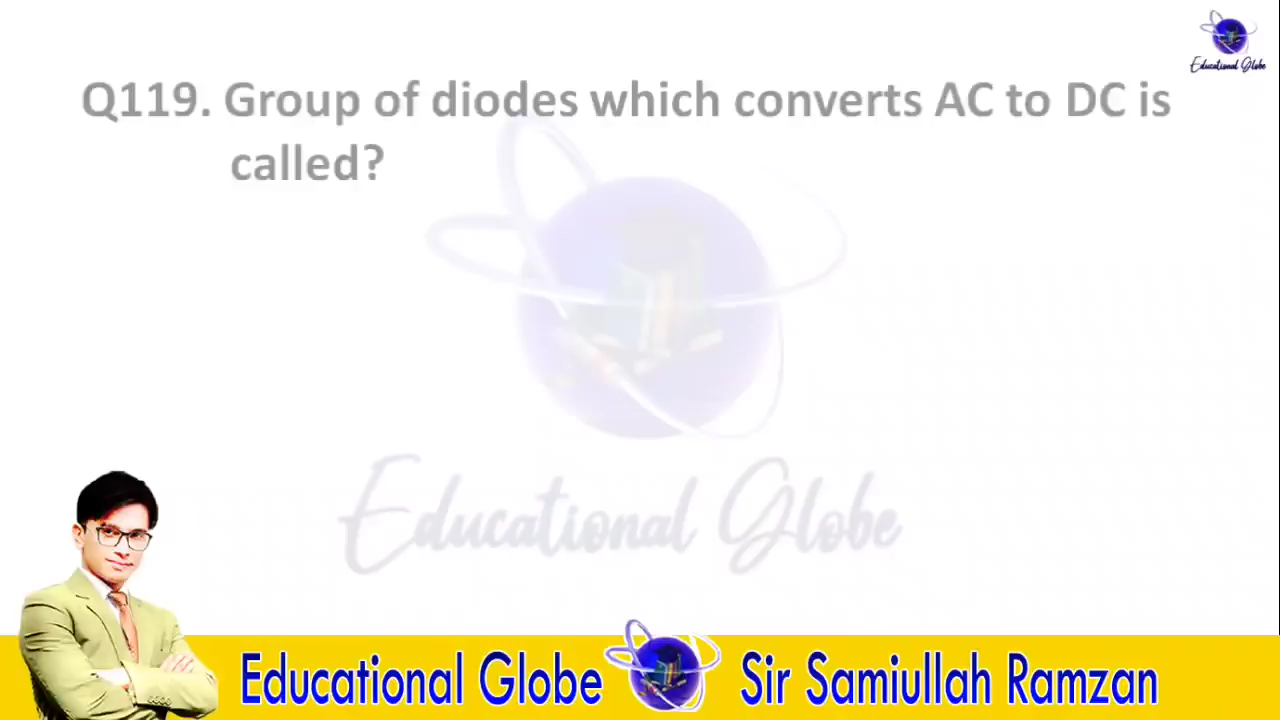 Educational Globe
Q119. Group of diodes which converts AC to DC is
called?
Educational Globe
Educational Globe
Sir Samiullah Ramzan